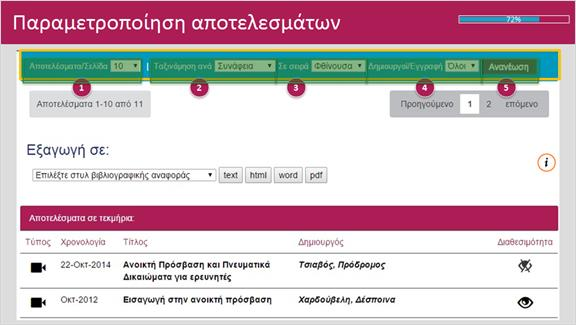 Παραμετροποίηση αποτελεσμάτων
72%
Αποτελέσματα/Σελίδα 10 Ταξινόμηση ανά Συνάφεια Σε σειρά Φθίνουσα Δημιουργοί/Εγγραφή Όλοι Ανανέωση
1 2 3 4 5
Αποτελέσματα 1-10 από 11 Προηγούμενο 1 2 επόμενο
Εξαγωγή σε:
Επιλέξτε στυλ βιβλιογραφικής αναφοράς text html word pdf
Αποτελέσματα σε τεκμήρια:
Τύπος Χρονολογία Τίτλος Δημιουργός Διαθεσιμότητα
22-Οκτ-2014 Ανοικτή Πρόσβαση και Πνευματικά Τσιαβός, Πρόδρομος
Δικαιώματα για ερευνητές
Οκτ-2012 Εισαγωγή στην ανοικτή πρόσβαση Χαρδούβελη, Δέσποινα